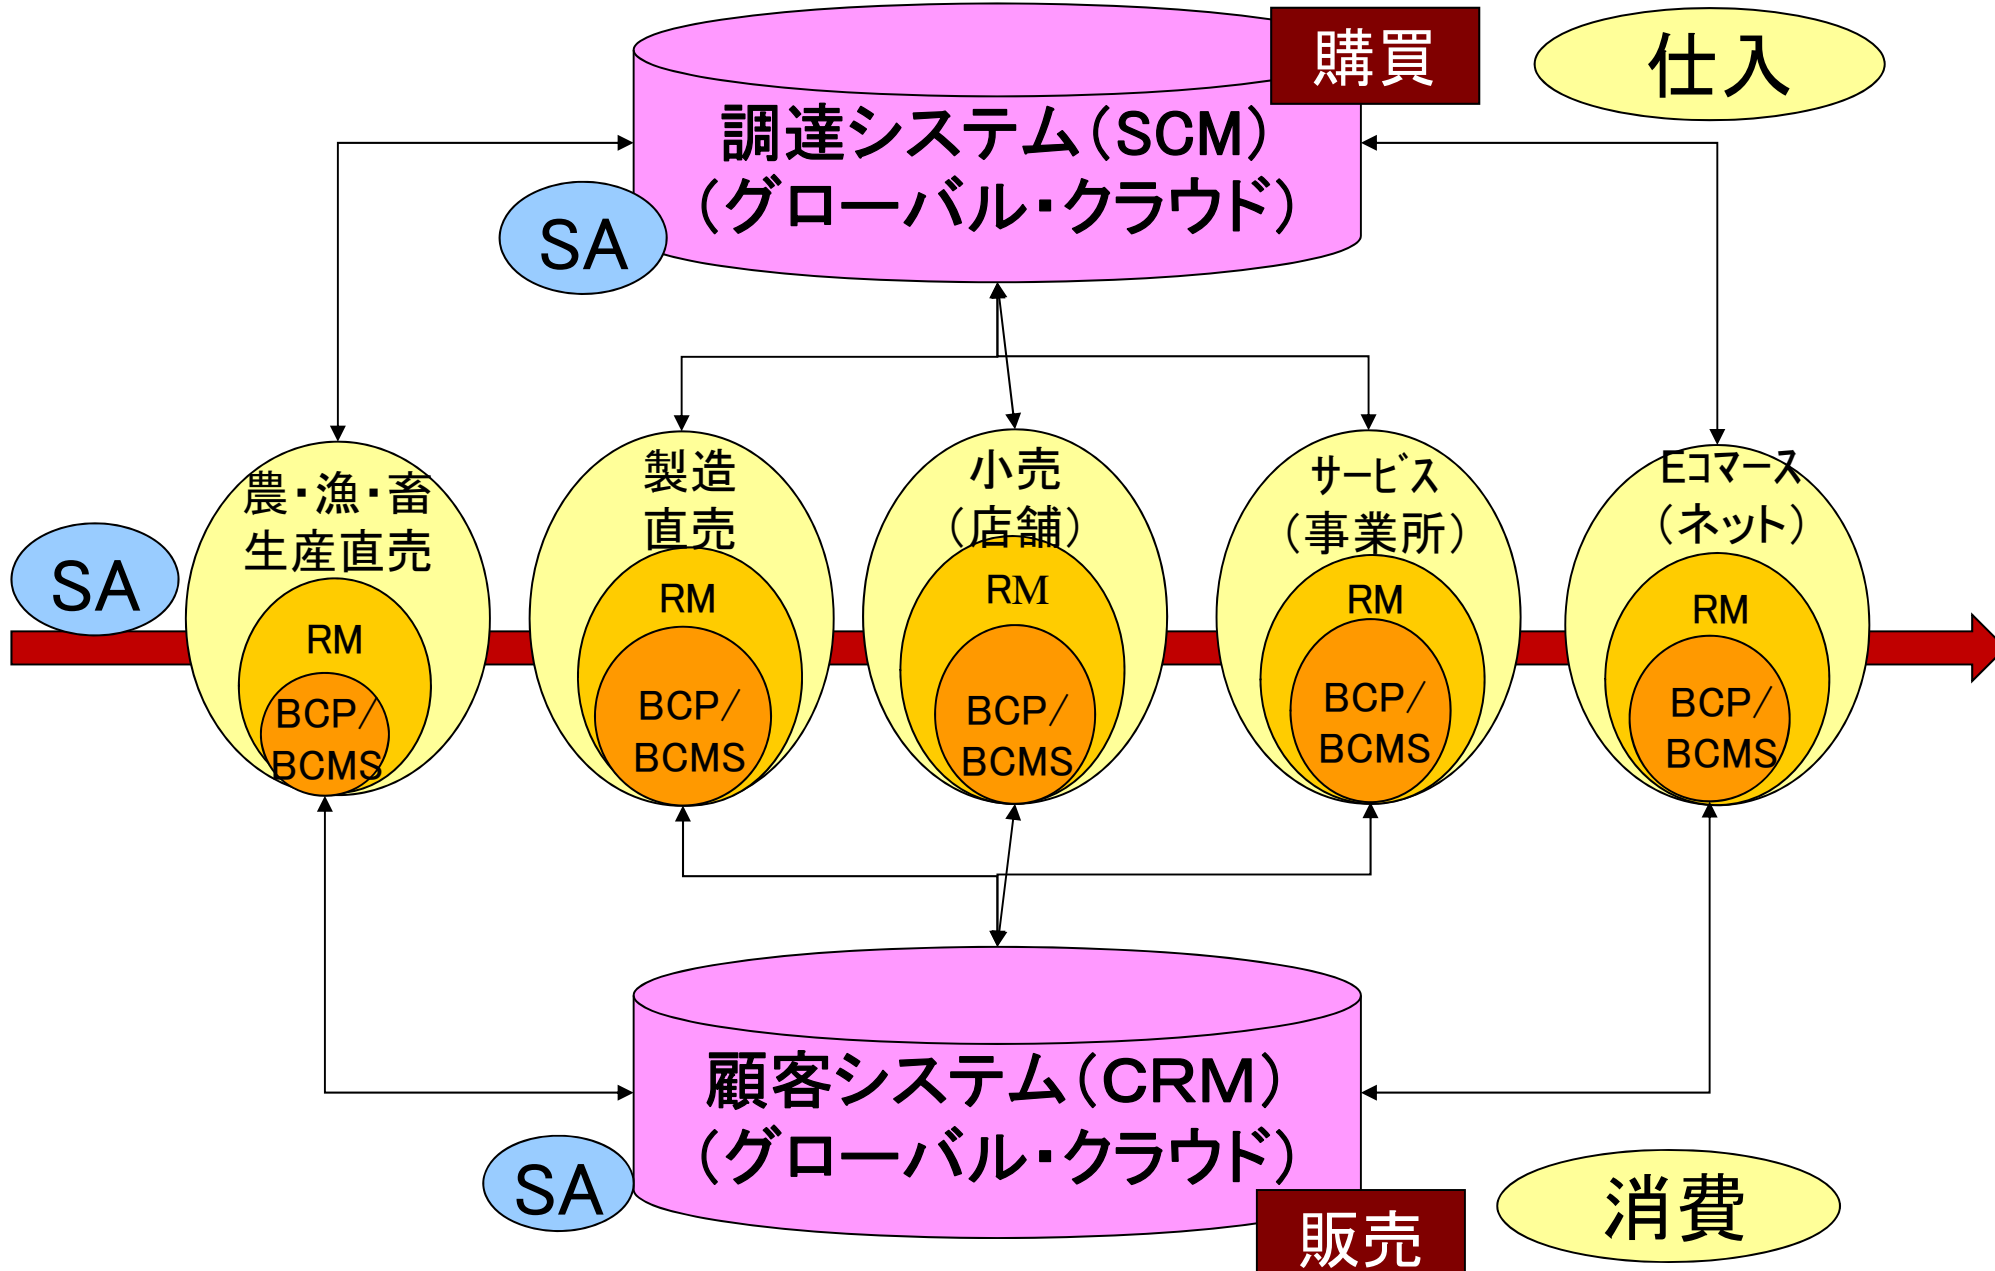 購買
仕入
調達システム（SCM）
（グローバル・クラウド）
SA
農・漁・畜
生産直売
RM
BCP/
BCMS
製造
直売
RM
BCP/
BCMS
小売
（店舗）
RM
BCP/
BCMS
サービス
（事業所）
RM
BCP/
BCMS
Eコマース
（ネット）
RM
BCP/
BCMS
SA
顧客システム（CRM）
（グローバル・クラウド）
SA
販売
消費